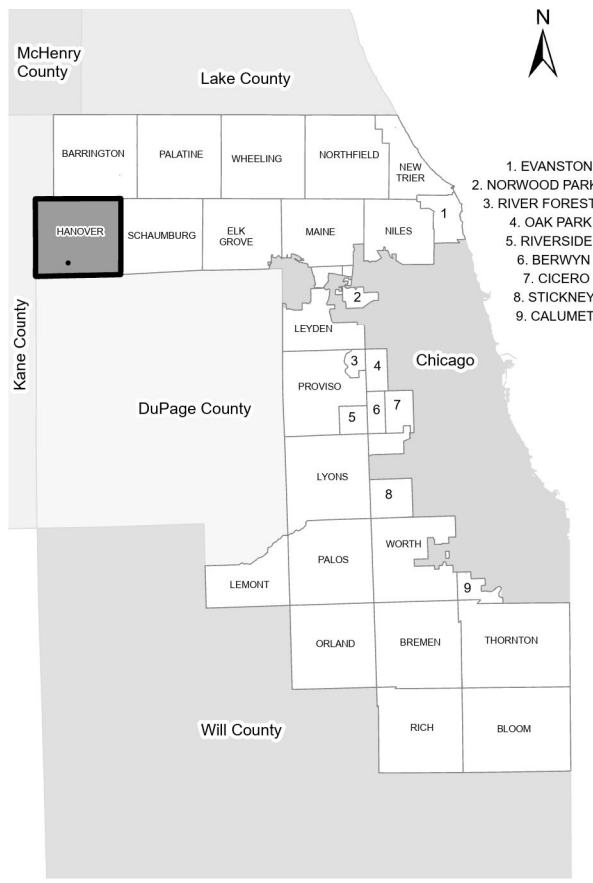 N
McHenry
County
Lake County
BARRINGTON
PALATINE
WHEELING
NORTHFIELD
NEW
TRIER
1. EVANSTON
2. NORWOOD PARK
3. RIVER FOREST
4. OAK PARK
5. RIVERSIDE
6. BERWYN
7. CICERO
8. STICKNEY
9. CALUMET
HANOVER
SCHAUMBURG
ELK
GROVE
MAINE
NILES
1
2
LEYDEN
Kane County
Chicago
3
4
PROVISO
DuPage County
5
6
7
LYONS
8
WORTH
PALOS
LEMONT
9
ORLAND
BREMEN
THORNTON
Will County
RICH
BLOOM